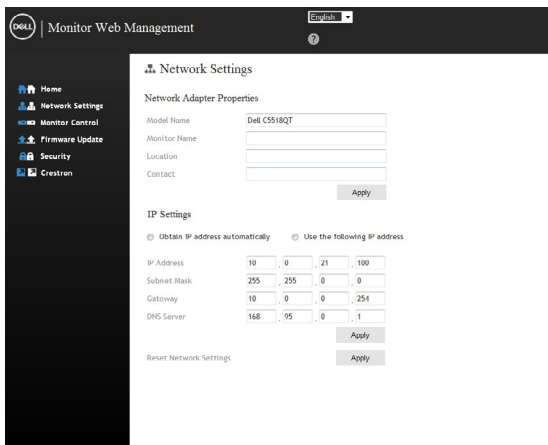 DELL
Monitor Web Management
English
?
Home
Network Settings
Monitor Control
Firmware Update
Security
Crestron
Network Settings
Network Adapter Properties
Model Name Dell C5518QT
Monitor Name
Location
Contact
Apply
IP Settings
Obtain IP address automatically Use the following IP address
IP Address 10 . 0 . 21 . 100
Subnet Mask 255 . 255 . 0 . 0
Gateway 10 . 0 . 0 . 254
DNS Server 168 . 95 . 0 . 1
Apply
Reset Network Settings Apply